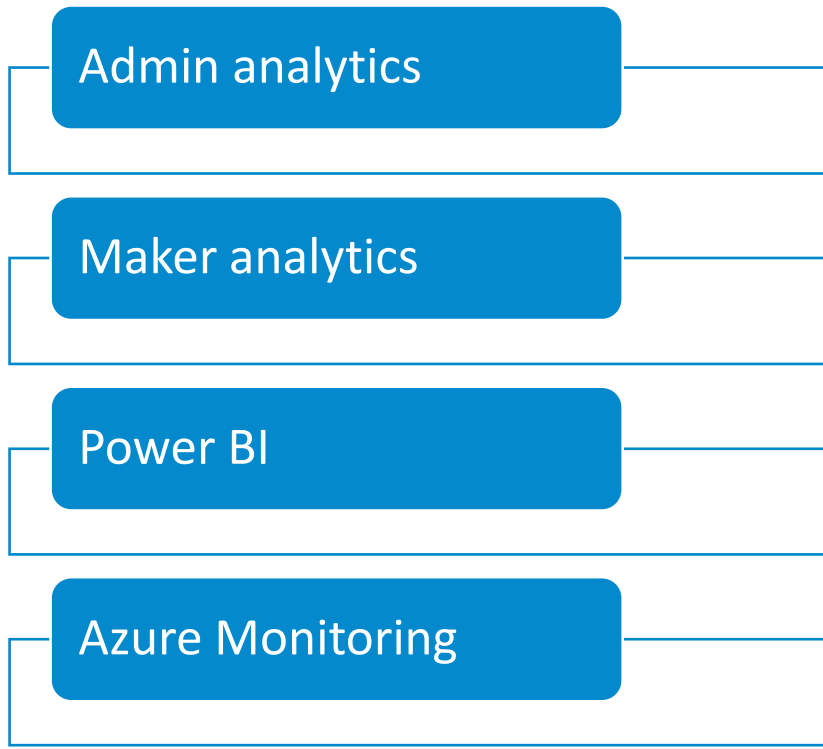 Admin analytics
Maker analytics
Power BI
Azure Monitoring